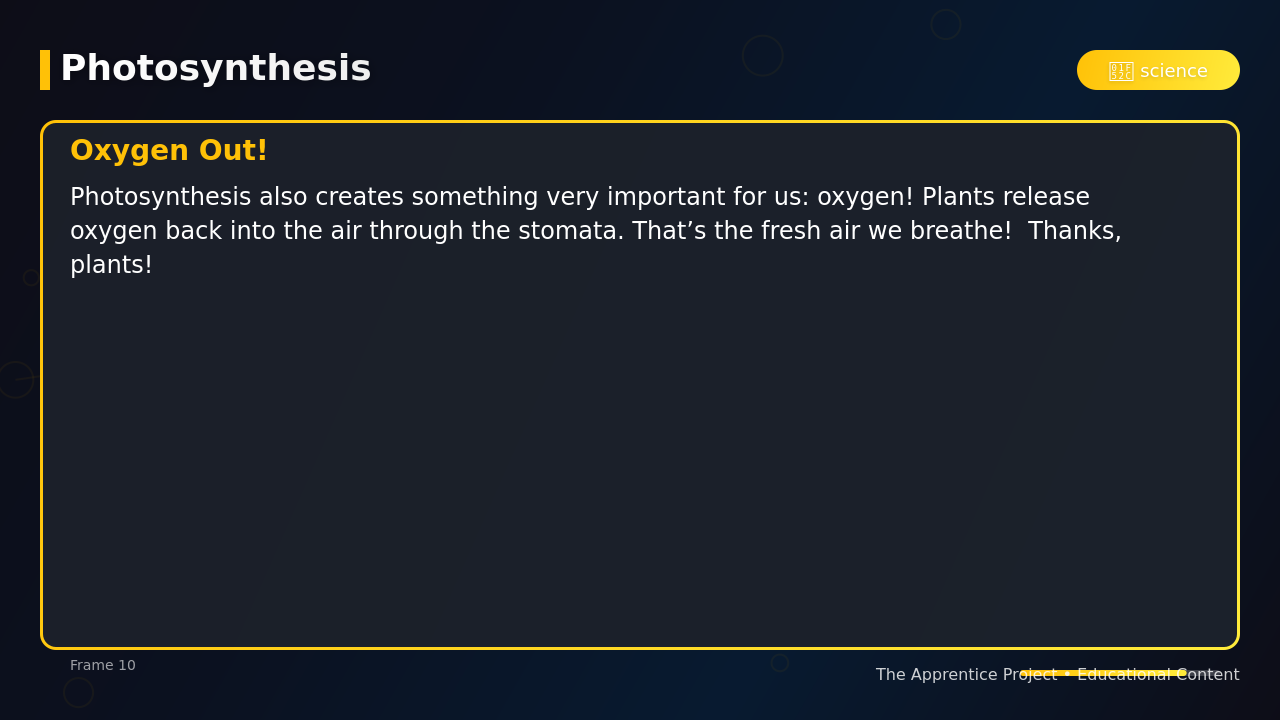 Photosynthesis
science
Oxygen Out!
Photosynthesis also creates something very important for us: oxygen! Plants release
oxygen back into the air through the stomata. That’s the fresh air we breathe!  Thanks,
plants!
Frame 10
The Apprentice Project • Educational Content